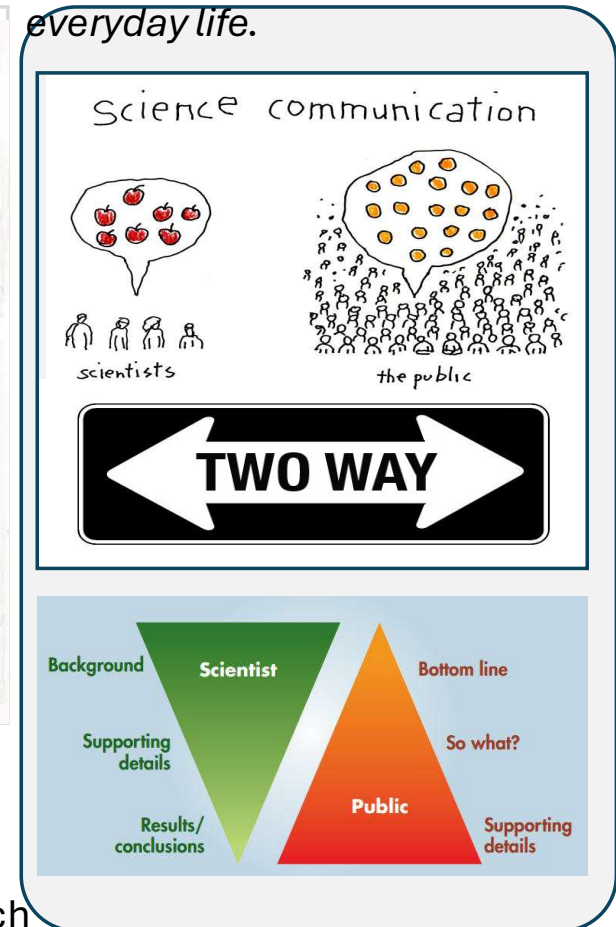 everyday life.
Science communication
scientists
the public
TWO WAY
Background
Scientist
Bottom line
Supporting
details
So what?
Public
Results/
conclusions
Supporting
details
ch